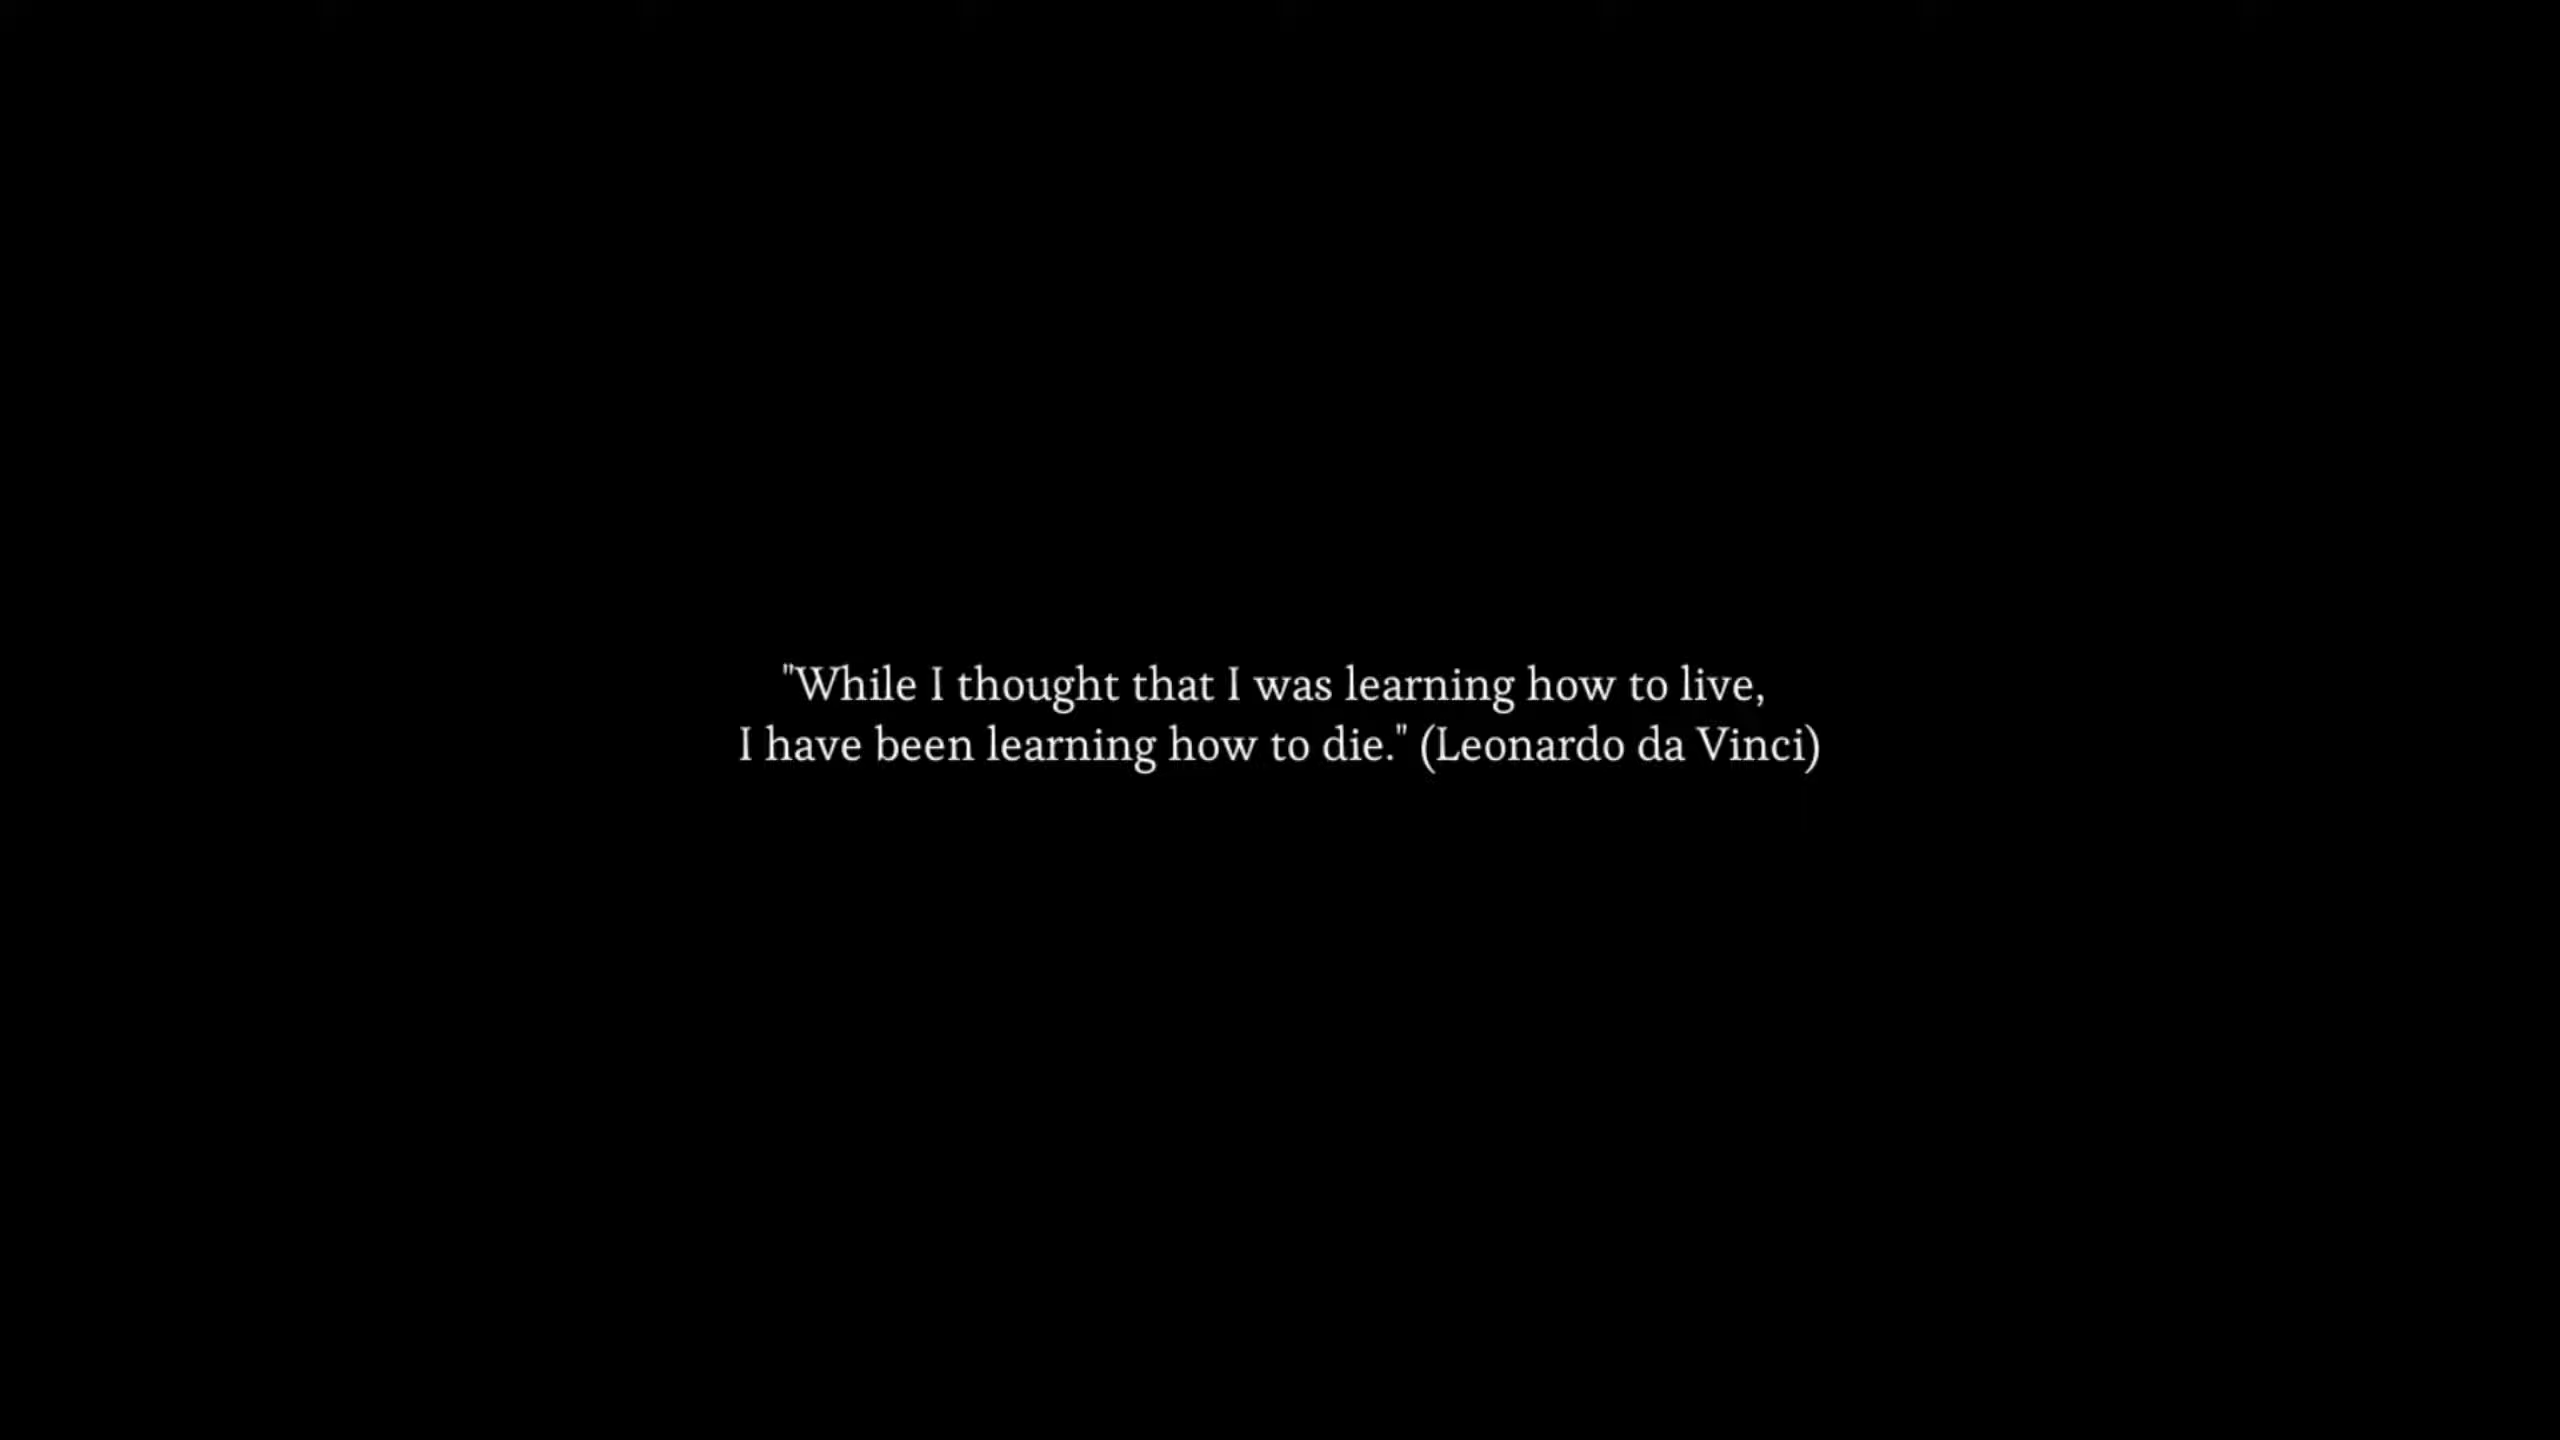 "While I thought that I was learning how to live,
I have been learning how to die." (Leonardo da Vinci)